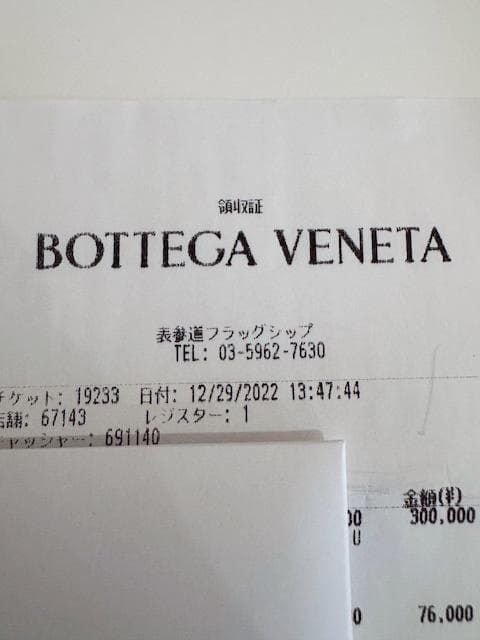 領収証
BOTTEGA VENETA
表参道フラッグシップ
TEL: 03-5962-7630
チケット: 19233 日付: 12/29/2022 13:47:44
店舗: 67143 レジスター: 1
キャッシャー: 691140
金額(¥)
00 300,000
U
0 76,000